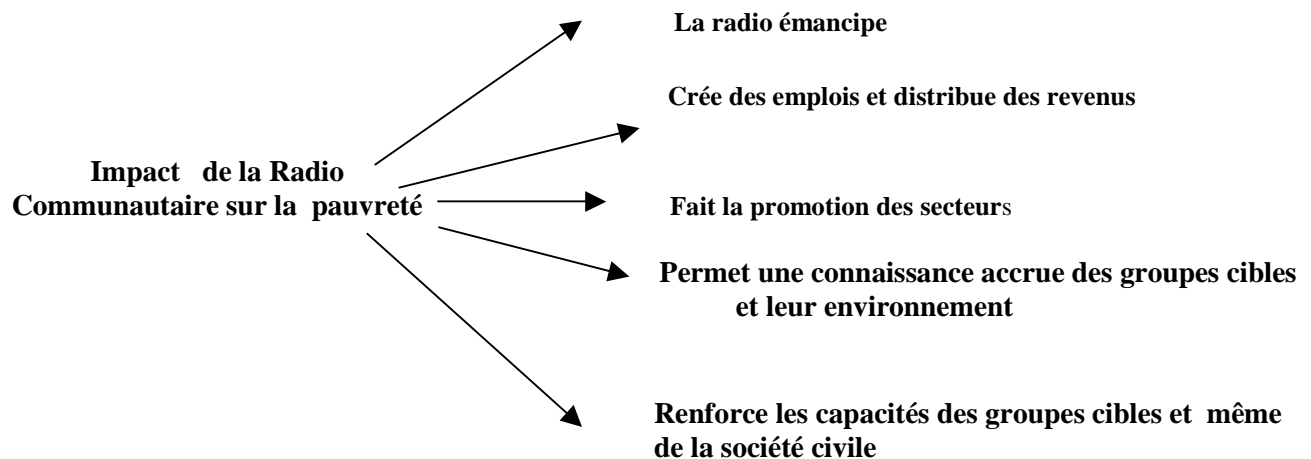 La radio émancipe
Crée des emplois et distribue des revenus
Impact de la Radio
Communautaire sur la pauvreté
Fait la promotion des secteurs
Permet une connaissance accrue des groupes cibles
et leur environnement
Renforce les capacités des groupes cibles et même
de la société civile